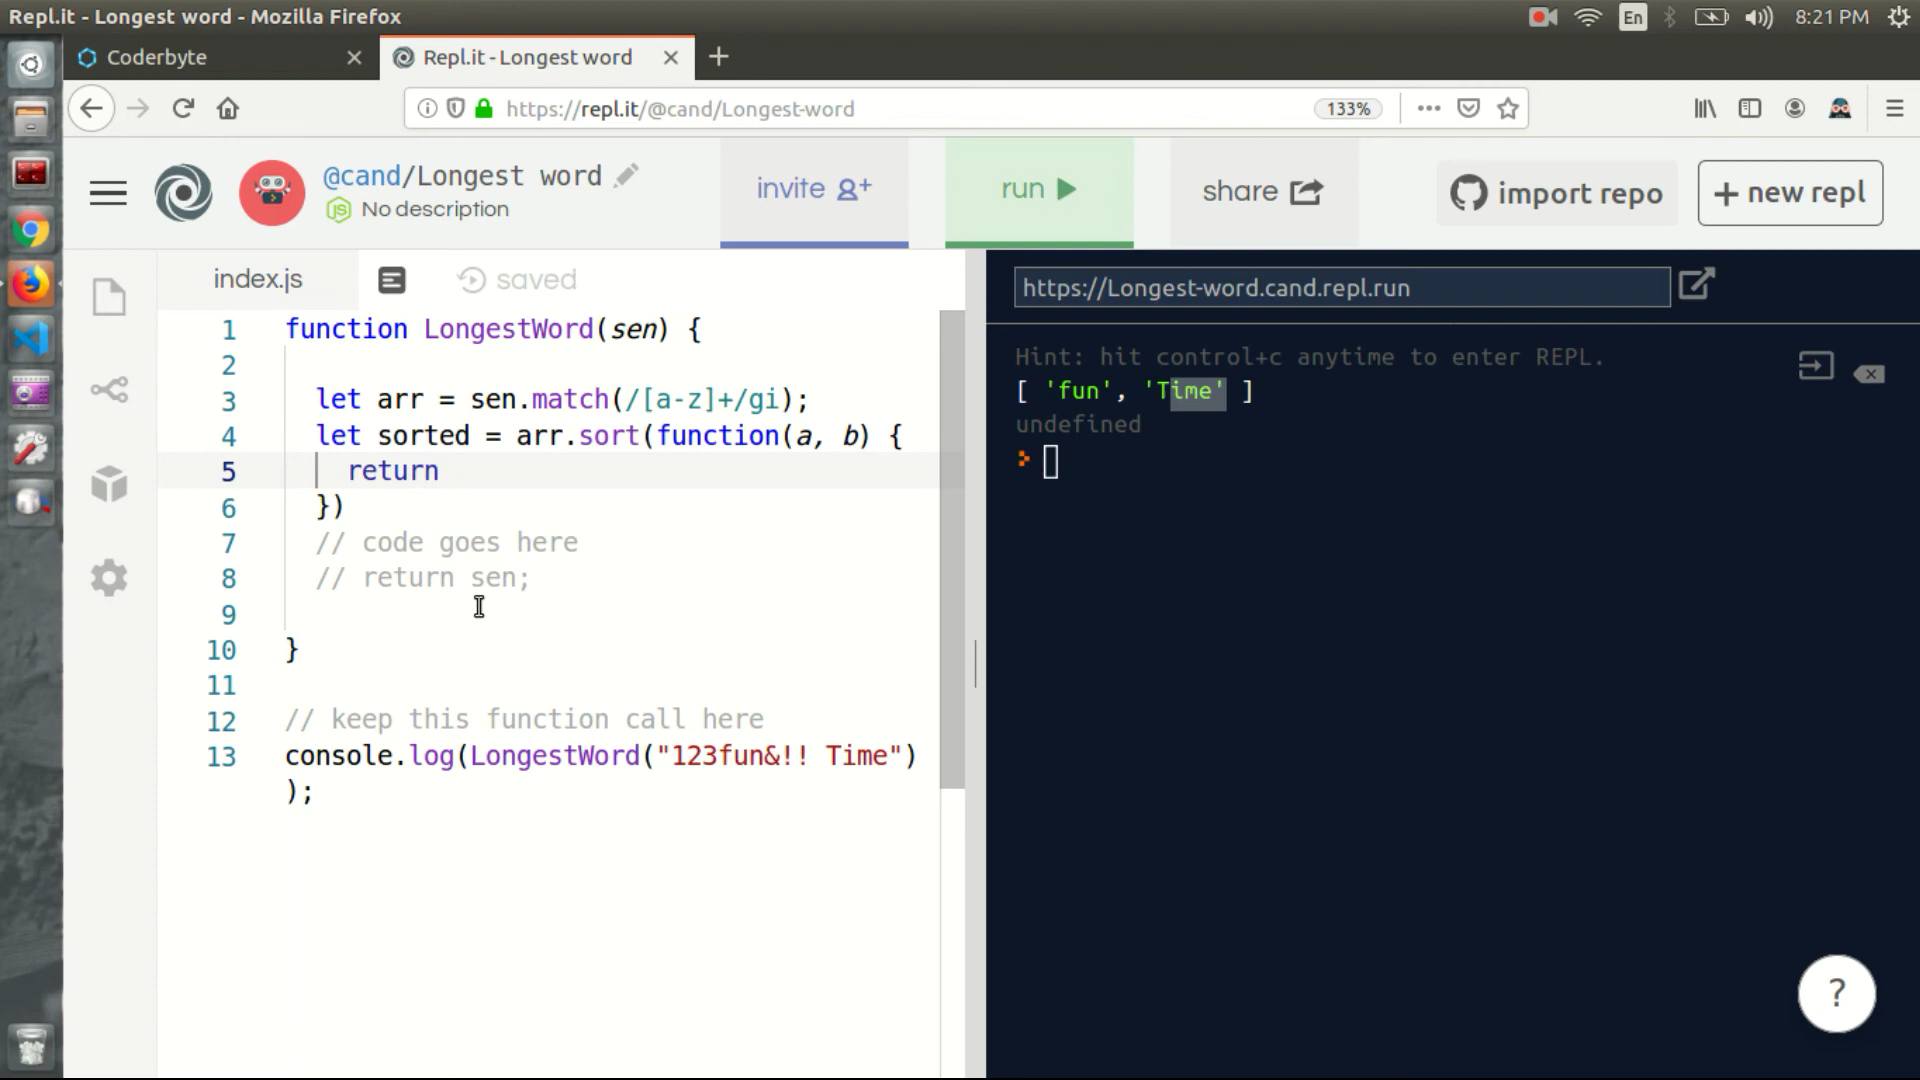 Repl.it - Longest word - Mozilla Firefox
En
8:21 PM
Coderbyte
Repl.it - Longest word
https://repl.it/@cand/Longest-word
133%
@cand/Longest word
No description
invite
run
share
import repo
+ new repl
index.js
saved
https://Longest-word.cand.repl.run
1 function LongestWord(sen) {
2
3 let arr = sen.match(/[a-z]+/gi);
4 let sorted = arr.sort(function(a, b) {
5 return
6 })
7 // code goes here
8 // return sen;
9
10 }
11
12 // keep this function call here
13 console.log(LongestWord("123fun&!! Time")
);
Hint: hit control+c anytime to enter REPL.
[ 'fun', 'Time' ]
undefined
?